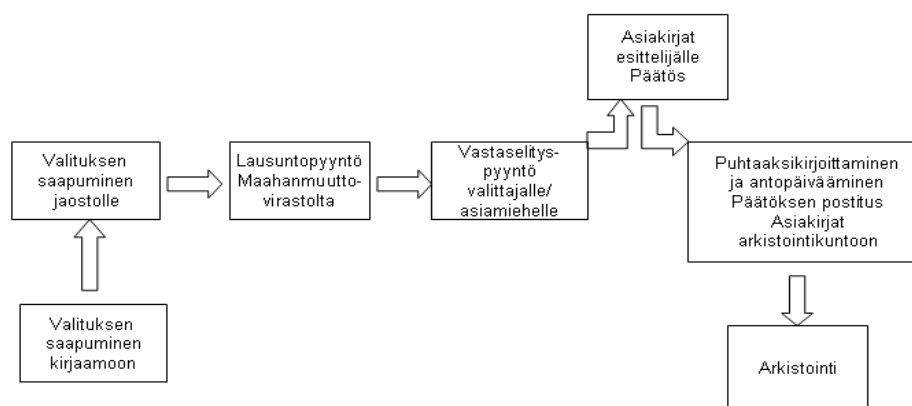 Valituksen
saapuminen
kirjaamoon
Valituksen
saapuminen
jaostolle
Lausuntopyyntö
Maahanmuutto-
virastolta
Vastaselitys-
pyyntö
valittajalle/
asiamiehelle
Asiakirjat
esittelijälle
Päätös
Puhtaaksikirjoittaminen
ja antopäivääminen
Päätöksen postitus
Asiakirjat
arkistointikuntoon
Arkistointi